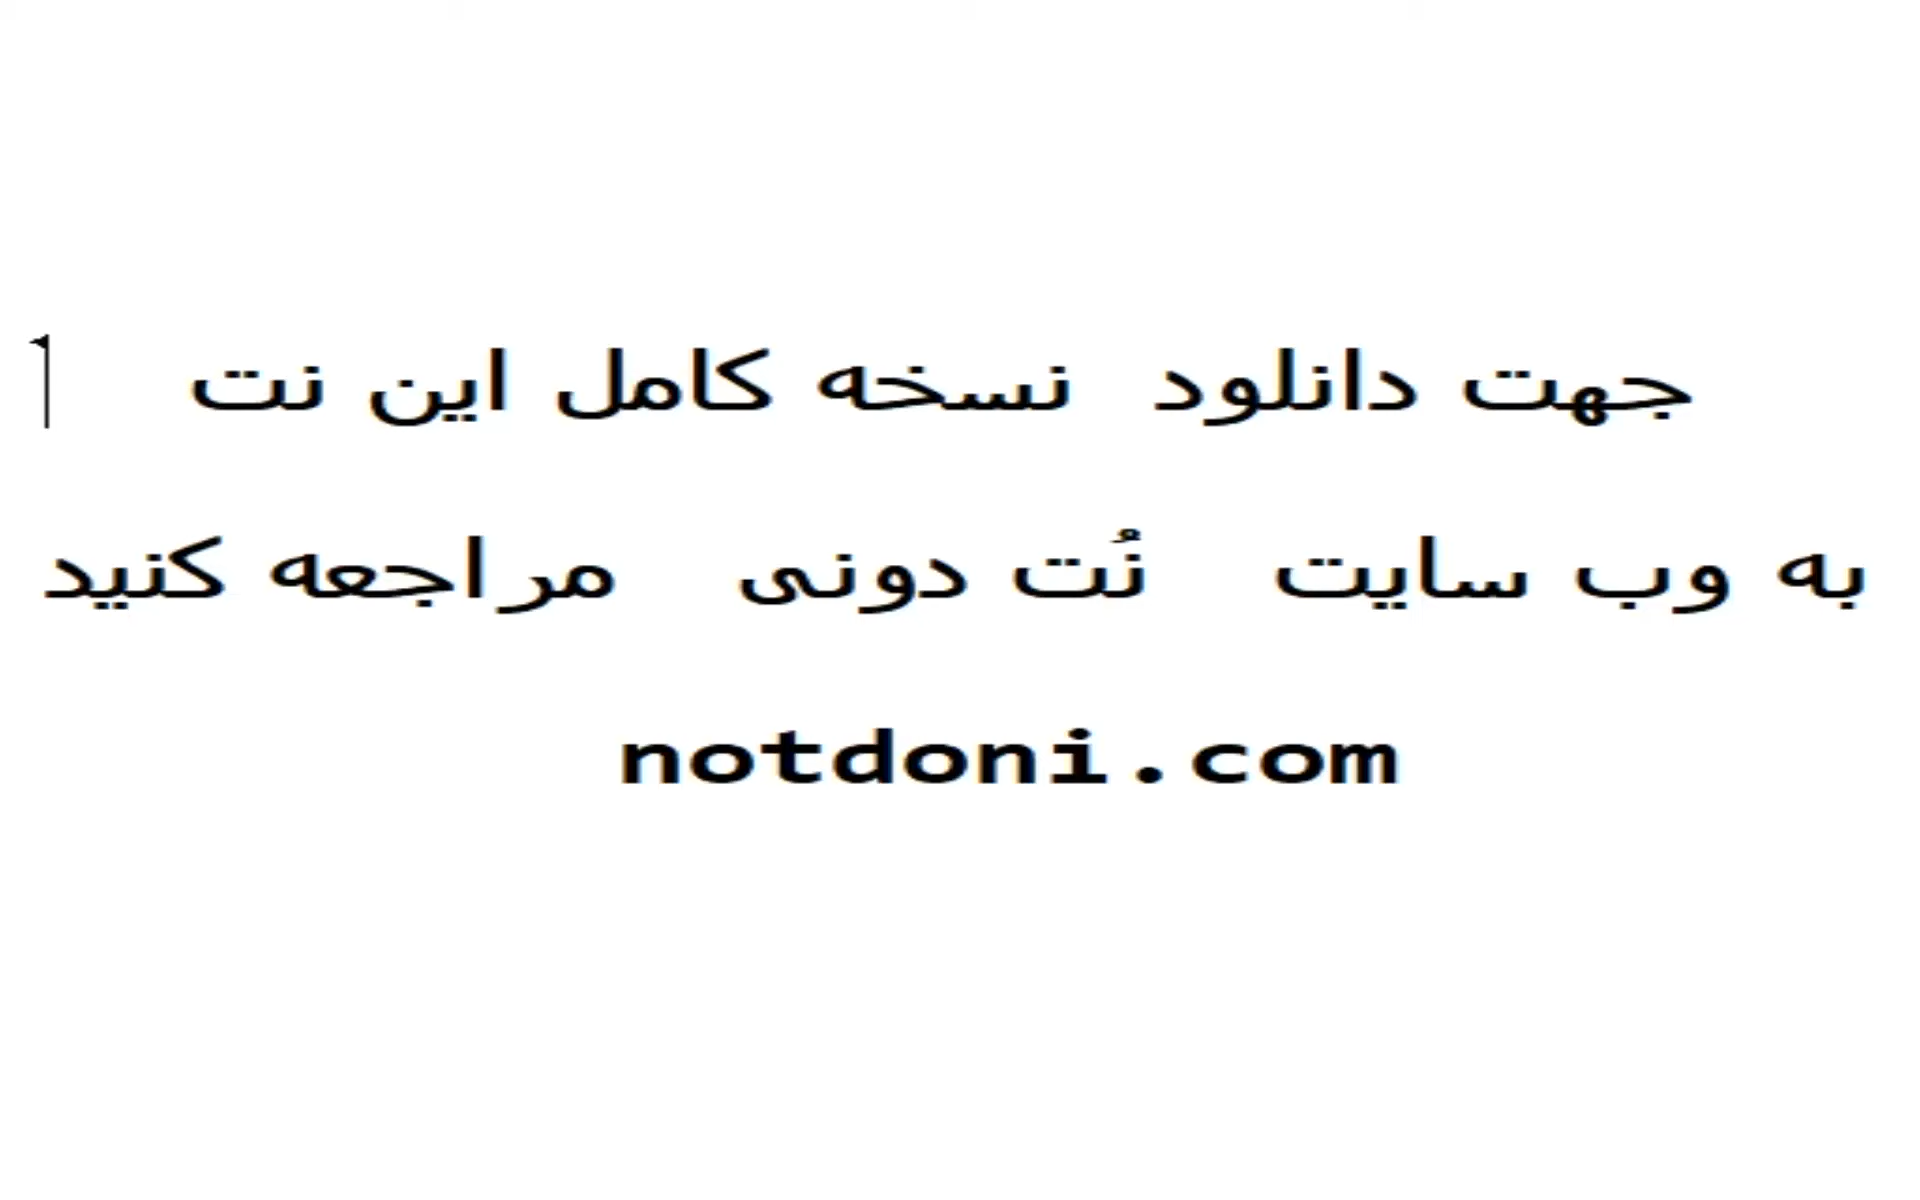 جهت دانلود نسخه کامل این نت
به وب سایت نُت دونی مراجعه کنید
notdoni.com